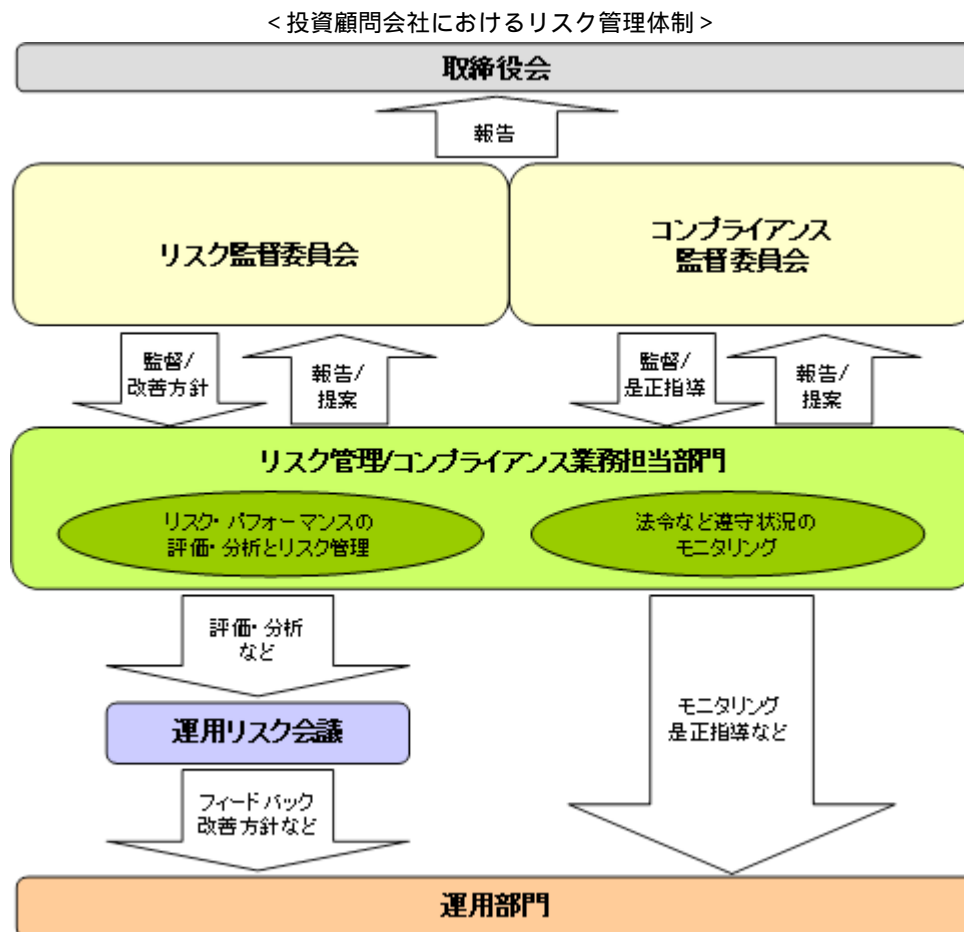 <投資顧問会社におけるリスク管理体制>
取締役会
報告
リスク監督委員会
コンプライアンス
監督委員会
監督/
改善方針
報告/
提案
監督/
是正指導
報告/
提案
リスク管理/コンプライアンス業務担当部門
リスク・パフォーマンスの
評価・分析とリスク管理
法令など遵守状況の
モニタリング
評価・分析
など
運用リスク会議
モニタリング
是正指導など
フィードバック
改善方針など
運用部門